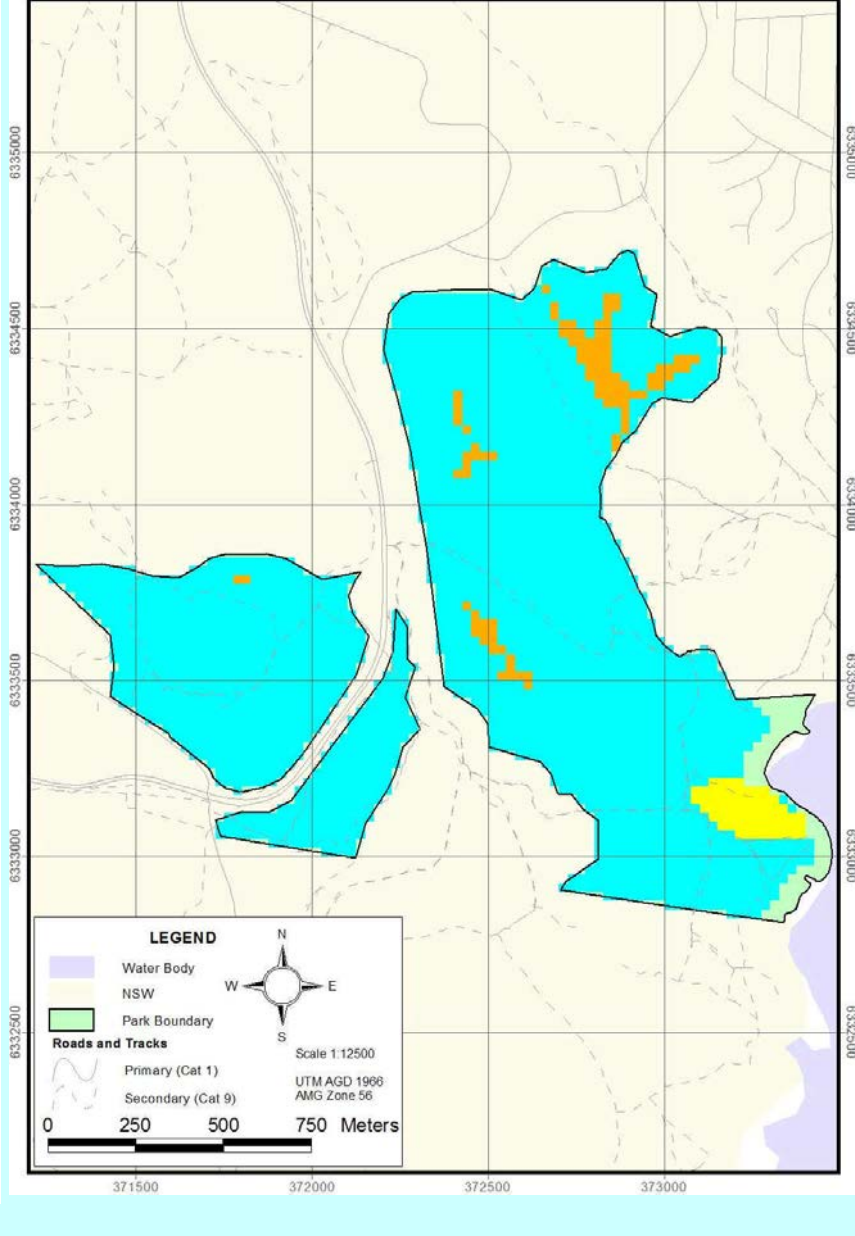 6335000
6335000
6334500
6334500
6334000
6334000
6333500
6333500
6333000
6333000
6332500
6332500
LEGEND
Water Body
NSW
Park Boundary
Roads and Tracks
Primary (Cat 1)
Secondary (Cat 9)
N
W
E
S
Scale 1:12500
UTM AGD 1966
AMG Zone 56
0 250 500 750 Meters
371500 372000 372500 373000